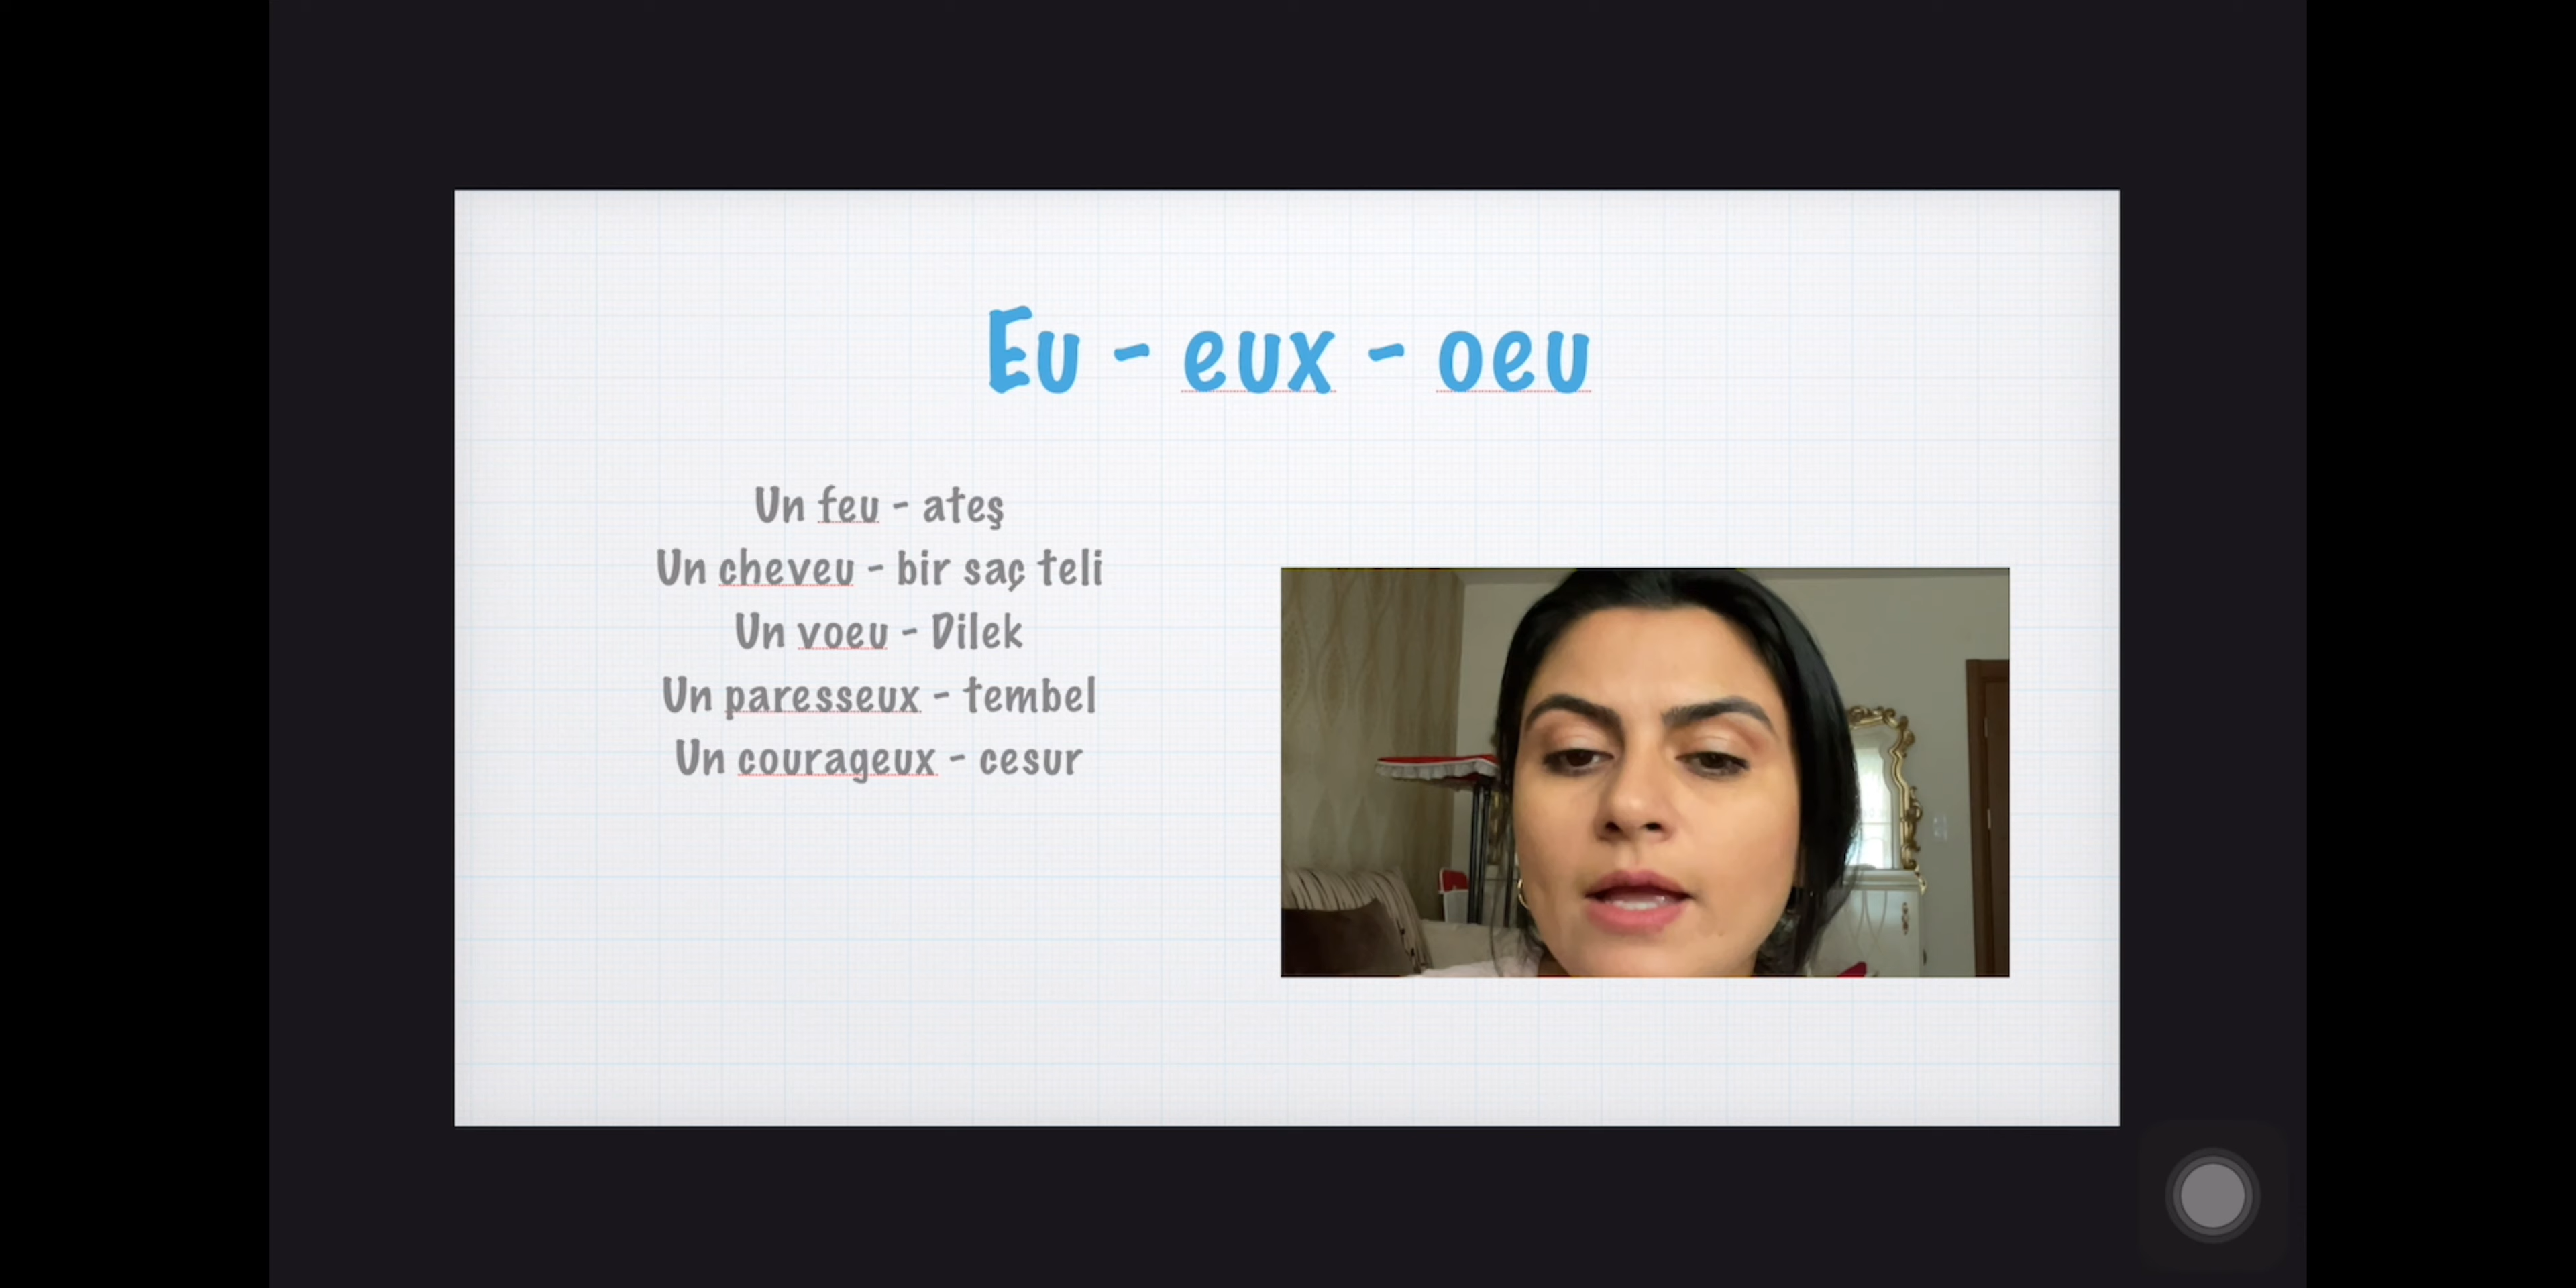 Eu - eux - oeu
Un feu - ateş
Un cheveu - bir saç teli
Un voeu - Dilek
Un paresseux - tembel
Un courageux - cesur